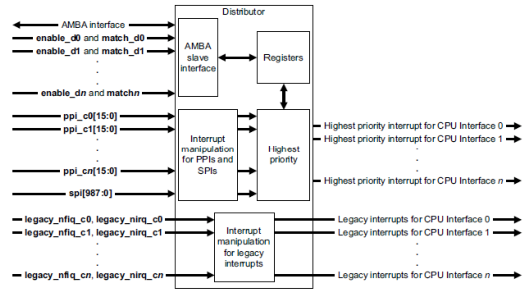 Distributor
AMBA interface
enable_d0 and match_d0
enable_d1 and match_d1
enable_dn and matchn
AMBA
slave
interface
Registers
ppi_c0[15:0]
ppi_c1[15:0]
ppi_cn[15:0]
spi[987:0]
Interrupt
manipulation
for PPIs and
SPIs
Highest
priority
Highest priority interrupt for CPU Interface 0
Highest priority interrupt for CPU Interface 1
Highest priority interrupt for CPU Interface n
legacy_nfiq_c0, legacy_nirq_c0
legacy_nfiq_c1, legacy_nirq_c1
legacy_nfiq_cn, legacy_nirq_cn
Interrupt
manipulation
for legacy
interrupts
Legacy interrupts for CPU Interface 0
Legacy interrupts for CPU Interface 1
Legacy interrupts for CPU Interface n